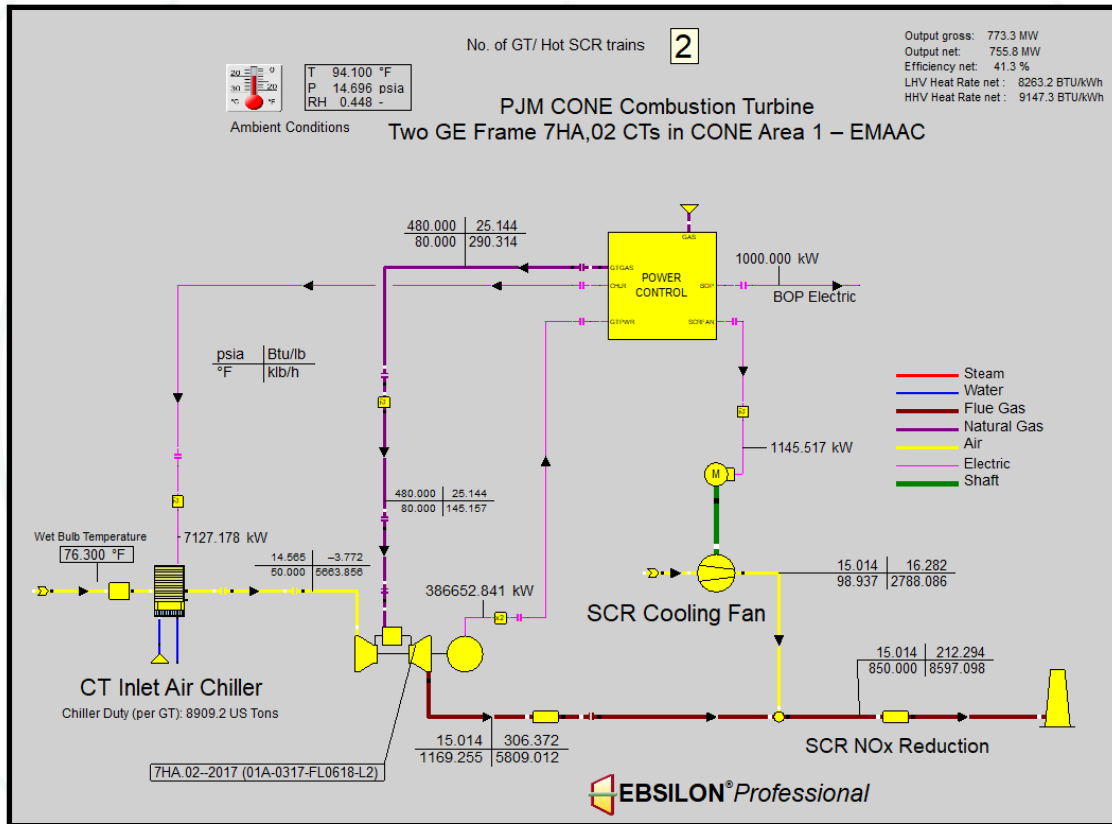 No. of GT/ Hot SCR trains 2
Output gross: 773.3 MW
Output net: 755.8 MW
Efficiency net: 41.3 %
LHV Heat Rate net : 8263.2 BTU/kWh
HHV Heat Rate net : 9147.3 BTU/kWh
T 94.100 °F
P 14.696 psia
RH 0.448 -
Ambient Conditions
PJM CONE Combustion Turbine
Two GE Frame 7HA,02 CTs in CONE Area 1 – EMAAC
480.000 25.144
80.000 290.314
GAS
GTGAS
CHLR
GTPWR
POWER
CONTROL
BOP
SCRFAN
1000.000 kW
BOP Electric
psia Btu/lb
°F klb/h
Steam
Water
Flue Gas
Natural Gas
Air
Electric
Shaft
1145.517 kW
M
480.000 25.144
80.000 145.157
Wet Bulb Temperature
76.300 °F
7127.178 kW
14.565 –3.772
50.000 5663.856
386652.841 kW
x2
15.014 16.282
98.937 2788.086
SCR Cooling Fan
CT Inlet Air Chiller
Chiller Duty (per GT): 8909.2 US Tons
15.014 212.294
850.000 8597.098
15.014 306.372
1169.255 5809.012
SCR NOx Reduction
7HA.02--2017 (01A-0317-FL0618-L2)
EBSILON® Professional